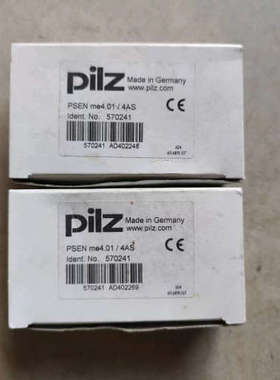 pilz
Made in Germany
www.pilz.com
PSEN me4.01 / 4AS
Ident. No. 570241
CE
570241 AD402248
pilz
Made in Germany
www.pilz.com
PSEN me4.01 / 4AS
Ident. No. 570241
CE
570241 AD402269